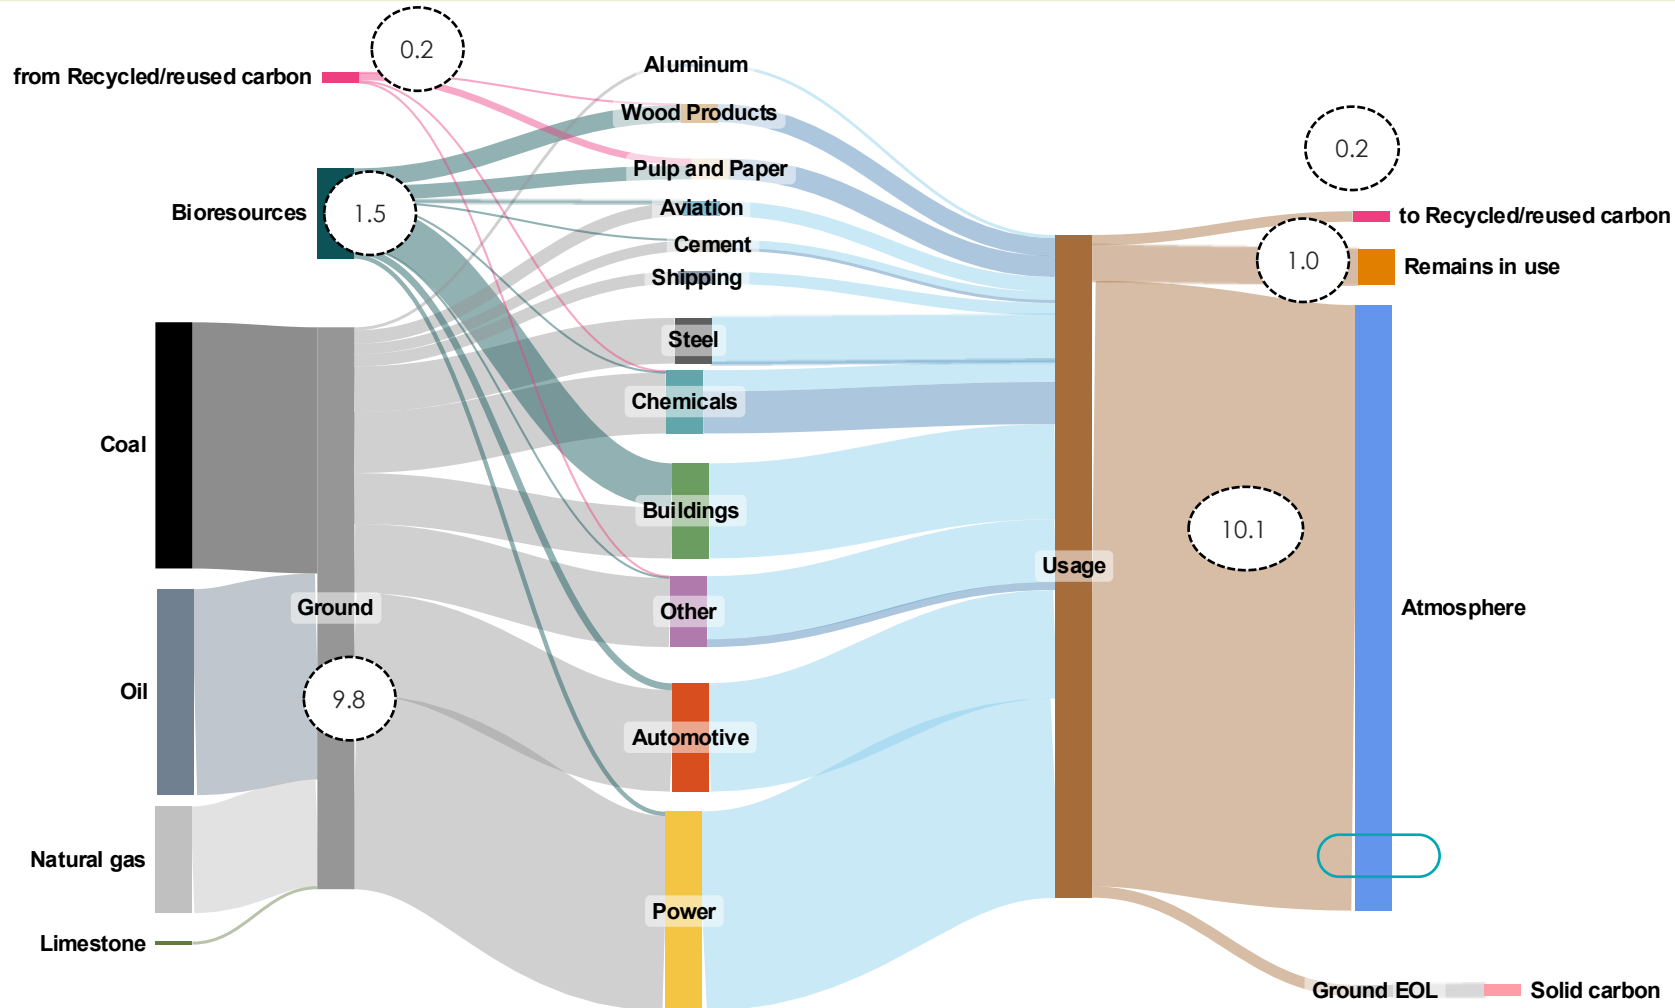 0.2
from Recycled/reused carbon
Aluminum
Wood Products
Pulp and Paper
0.2
Bioresources
1.5
Aviation
to Recycled/reused carbon
Cement
1.0
Remains in use
Shipping
Steel
Chemicals
Coal
Buildings
10.1
Usage
Ground
Other
Atmosphere
Oil
9.8
Automotive
Natural gas
Power
Limestone
Ground EOL
Solid carbon